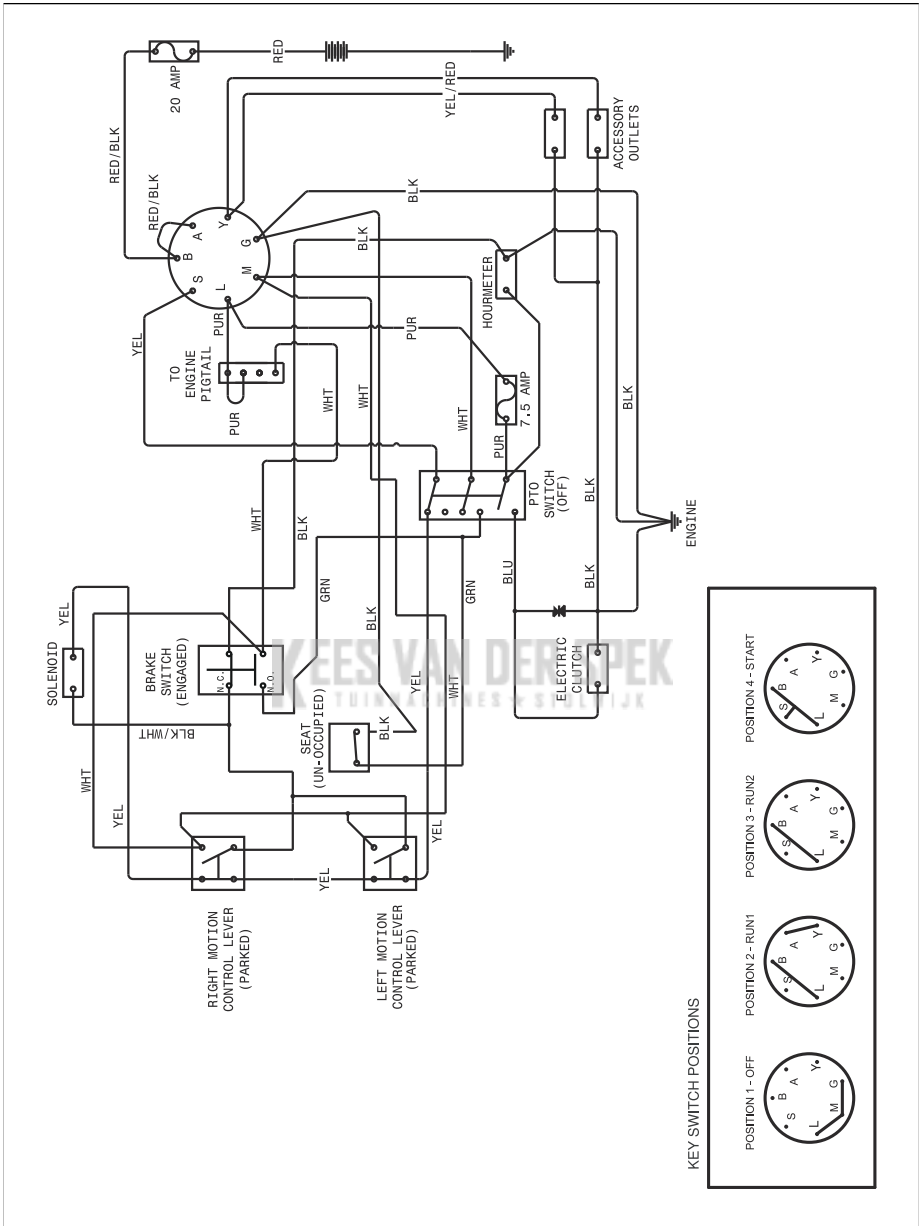 20 AMP
RED
RED/BLK
RED/BLK
YEL/RED
ACCESSORY
OUTLETS
BLK
BLK
S
B
A
Y
G
M
L
YEL
PUR
PUR
TO
ENGINE
PIGTAIL
PUR
WHT
WHT
HOURMETER
7.5 AMP
WHT
PUR
BLK
PTO
SWITCH
(OFF)
BLK
ENGINE
WHT
BLK
GRN
GRN
BLU
BLK
SOLENOID
YEL
BRAKE
SWITCH
(ENGAGED)
N.C.
N.O.
BLK/WHT
SEAT
(UN-OCCUPIED)
BLK
BLK
YEL
WHT
ELECTRIC
CLUTCH
KEES VAN DER SPEK
TUINMACHINES ★ STOLWIJK
WHT
YEL
YEL
YEL
RIGHT MOTION
CONTROL LEVER
(PARKED)
LEFT MOTION
CONTROL LEVER
(PARKED)
KEY SWITCH POSITIONS
POSITION 1 - OFF
S
B
A
Y
G
M
L
POSITION 2 - RUN1
S
B
A
Y
G
M
L
POSITION 3 - RUN2
S
B
A
Y
G
M
L
POSITION 4 - START
S
B
A
Y
G
M
L